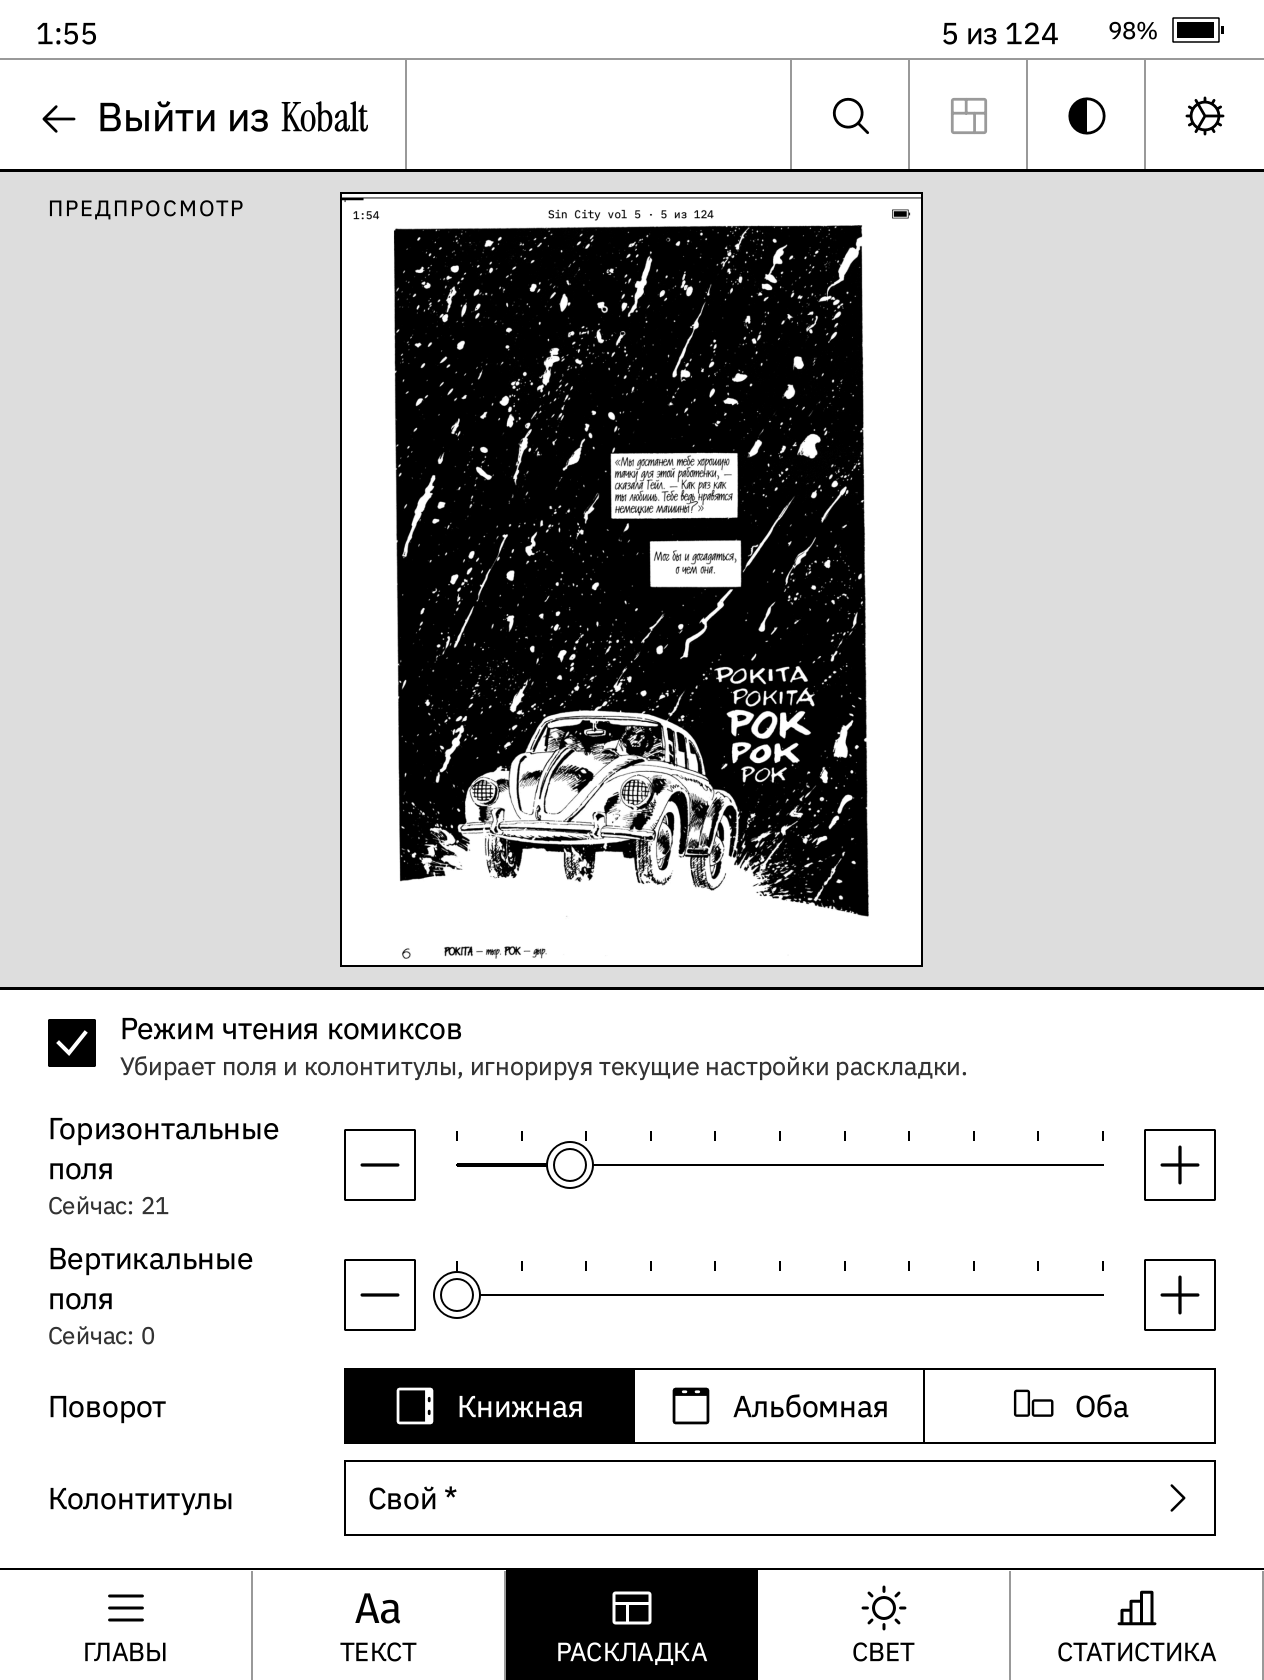 1:55
5 из 124
98%
Выйти из Kobalt
ПРЕДПРОСМОТР
1:54
Sin City vol 5 · 5 из 124
«Мы достанем тебе хорошую
тачку для этой работёнки, —
сказала Гейл. — Как раз как
ты любишь. Тебе ведь нравятся
немецкие машины?»
Мог бы и догадаться,
о чем она.
POKITA
POKITA
POK
POK
POK
6
POKITA — тыр. POK — дыр.
Режим чтения комиксов
Убирает поля и колонтитулы, игнорируя текущие настройки раскладки.
Горизонтальные
поля
Сейчас: 21
Вертикальные
поля
Сейчас: 0
Поворот
Книжная
Альбомная
Оба
Колонтитулы
Свой *
Aa
ГЛАВЫ
ТЕКСТ
РАСКЛАДКА
СВЕТ
СТАТИСТИКА